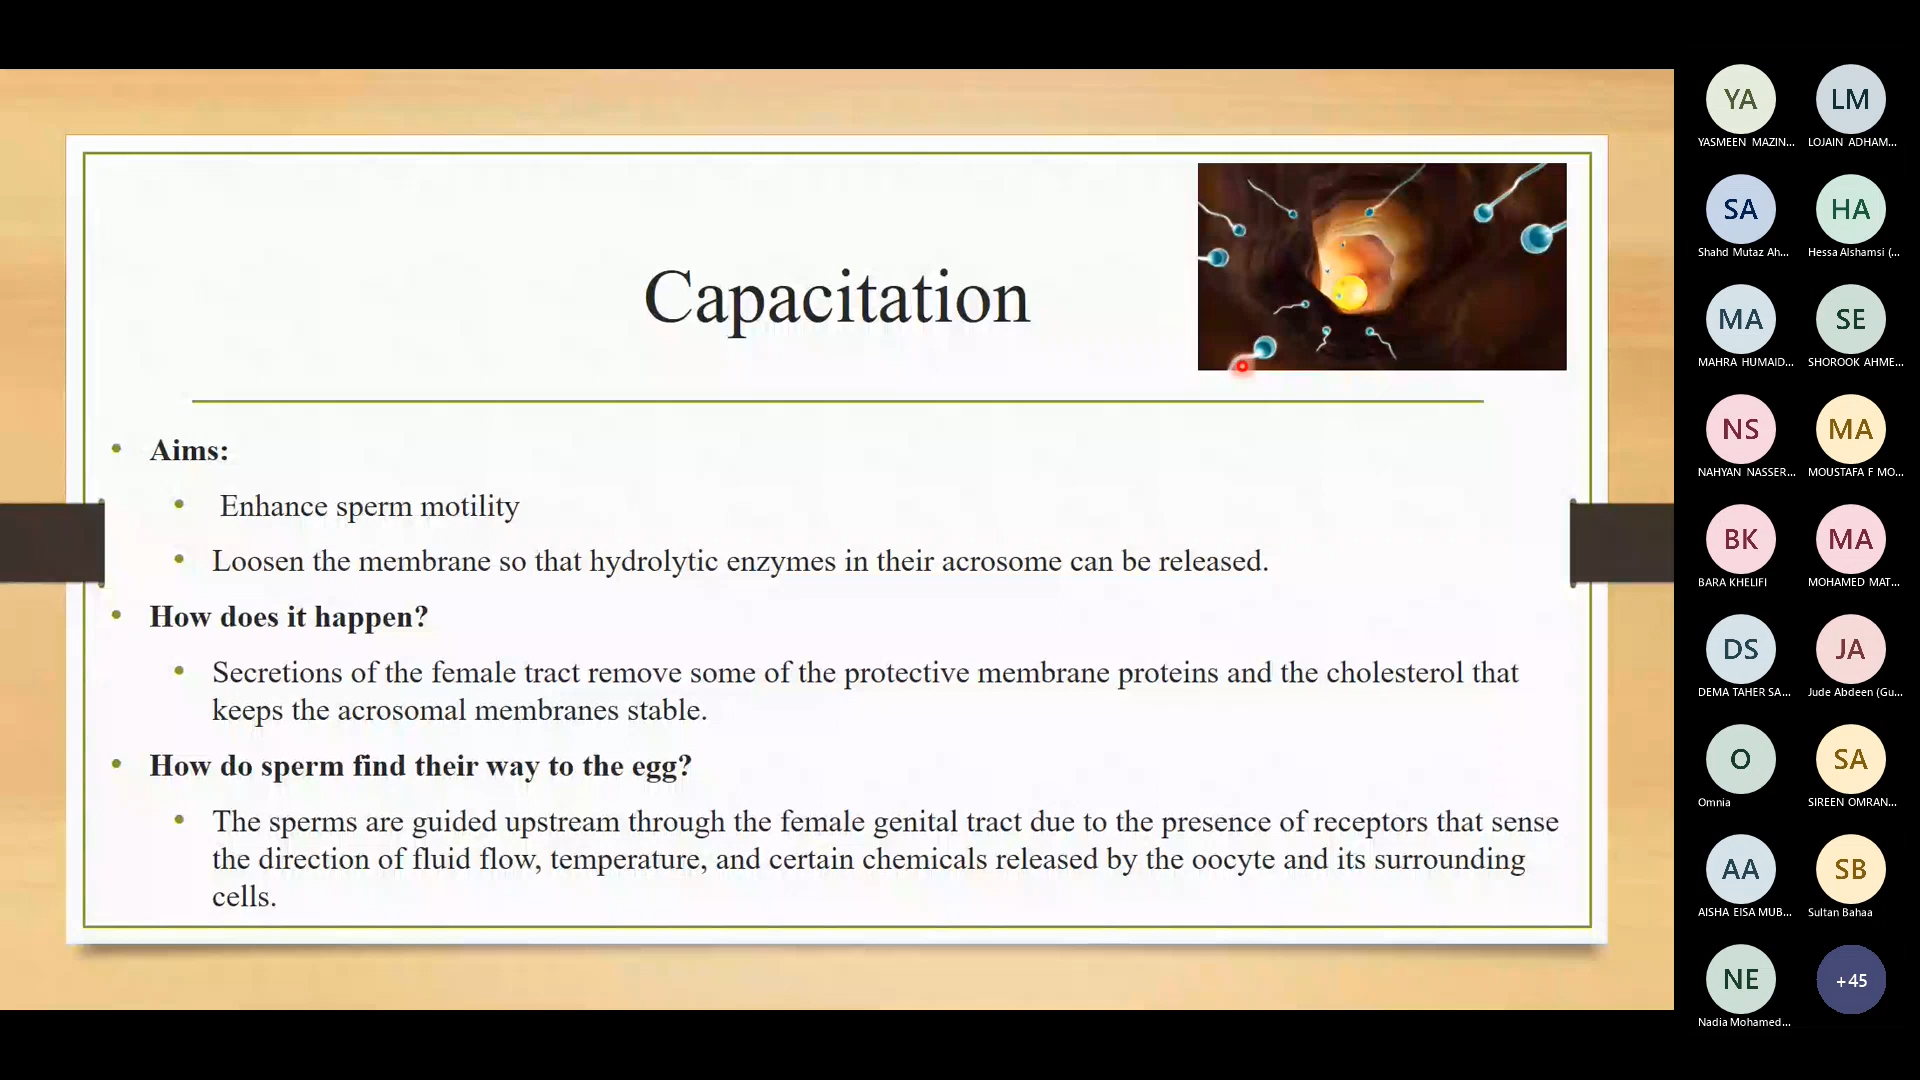 Capacitation
Aims:
Enhance sperm motility
Loosen the membrane so that hydrolytic enzymes in their acrosome can be released.
How does it happen?
Secretions of the female tract remove some of the protective membrane proteins and the cholesterol that
keeps the acrosomal membranes stable.
How do sperm find their way to the egg?
The sperms are guided upstream through the female genital tract due to the presence of receptors that sense
the direction of fluid flow, temperature, and certain chemicals released by the oocyte and its surrounding
cells.
YA LM
YASMEEN MAZIN... LOJAIN ADHAM...
SA HA
Shahd Mutaz Ah... Hessa Alshamsi (...
MA SE
MAHRA HUMAID... SHOROOK AHME...
NS MA
NAHYAN NASSER... MOUSTAFA F MO...
BK MA
BARA KHELIFI MOHAMED MAT...
DS JA
DEMA TAHER SA... Jude Abdeen (Gu...
O SA
Omnia SIREEN OMRAN...
AA SB
AISHA EISA MUB... Sultan Bahaa
NE +45
Nadia Mohamed...